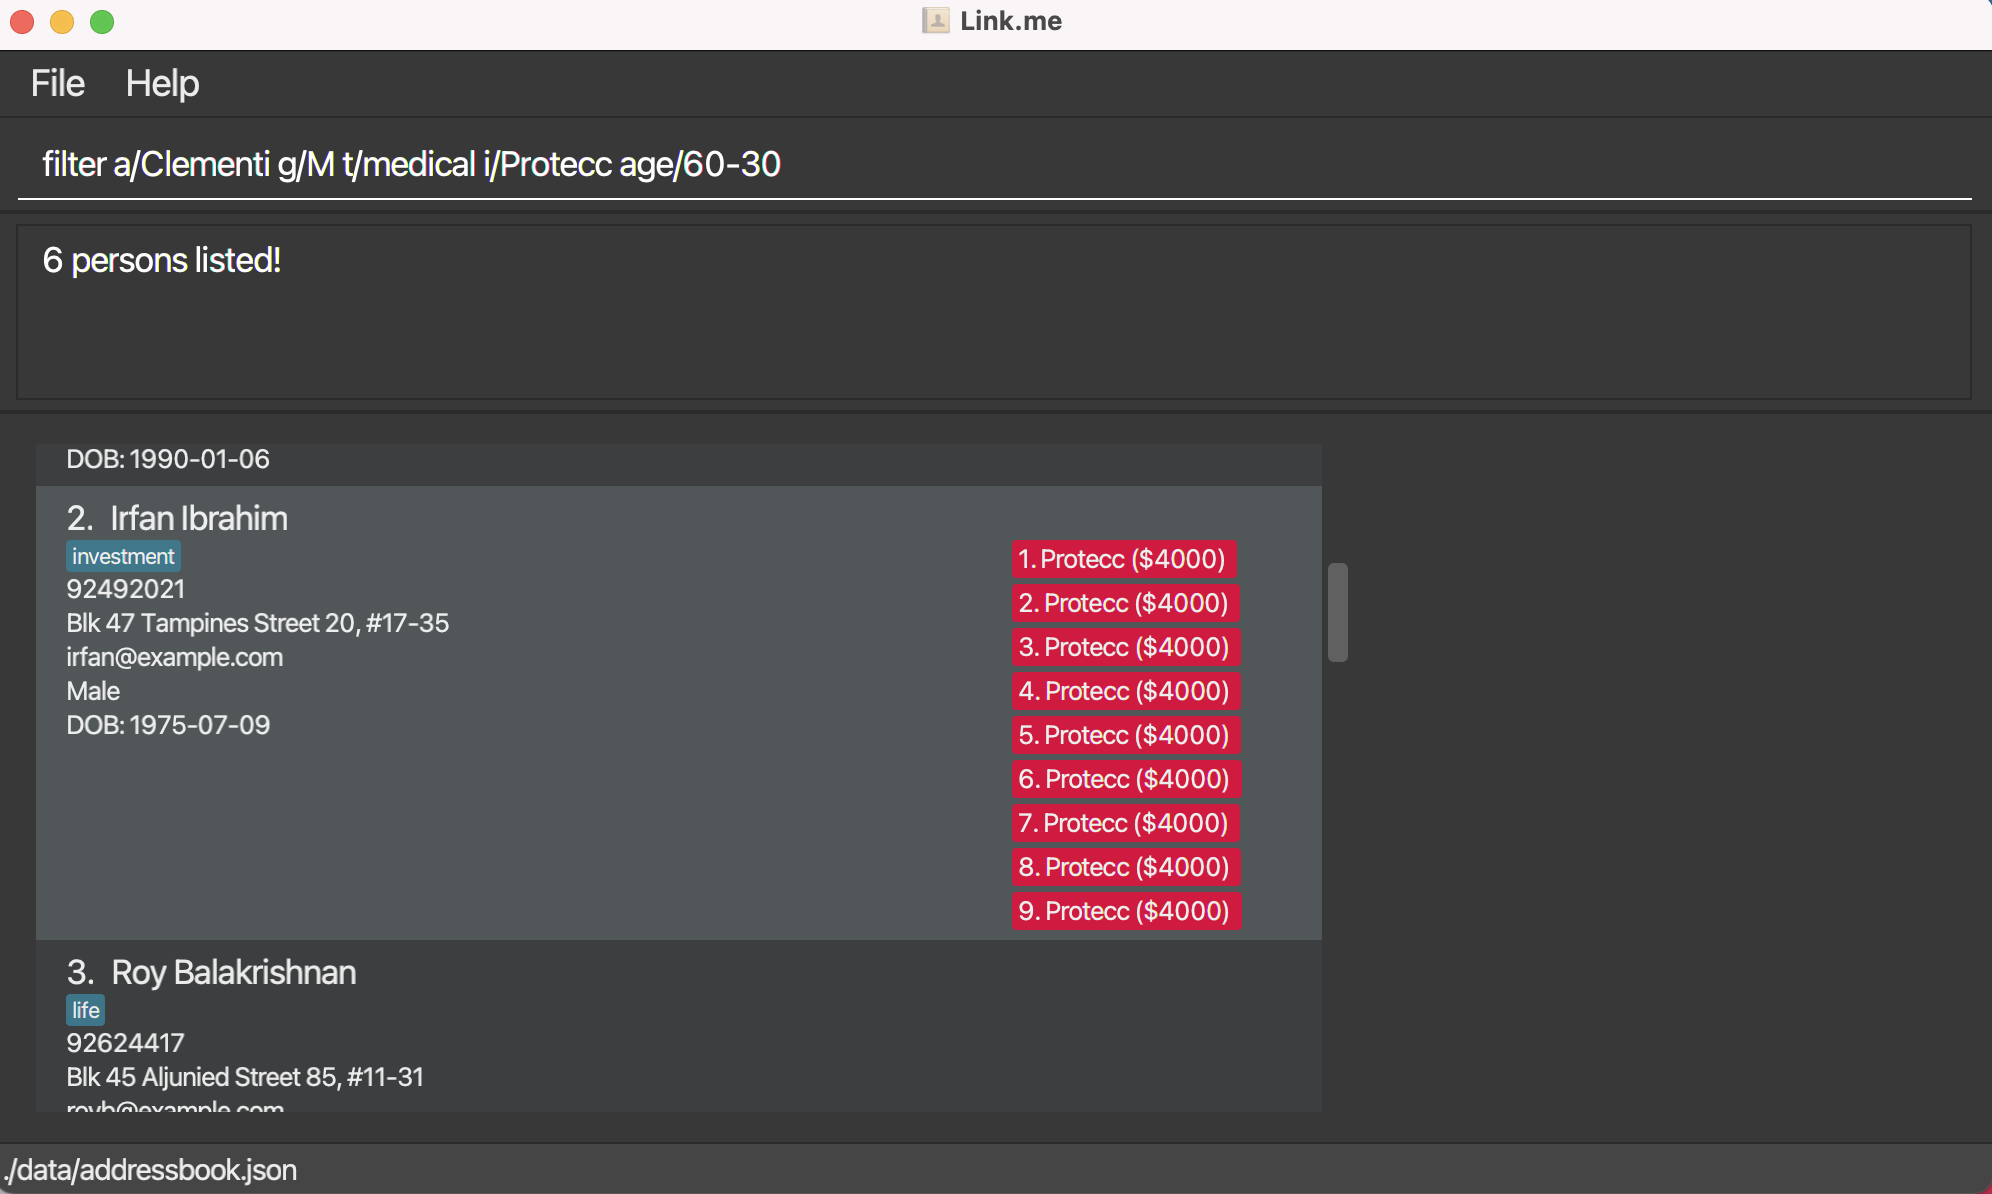 Link.me
File Help
filter a/Clementi g/M t/medical i/Protecc age/60-30
6 persons listed!
DOB: 1990-01-06
2. Irfan Ibrahim
investment
92492021
Blk 47 Tampines Street 20, #17-35
irfan@example.com
Male
DOB: 1975-07-09
1. Protecc ($4000)
2. Protecc ($4000)
3. Protecc ($4000)
4. Protecc ($4000)
5. Protecc ($4000)
6. Protecc ($4000)
7. Protecc ($4000)
8. Protecc ($4000)
9. Protecc ($4000)
3. Roy Balakrishnan
life
92624417
Blk 45 Aljunied Street 85, #11-31
royb@example.com
./data/addressbook.json